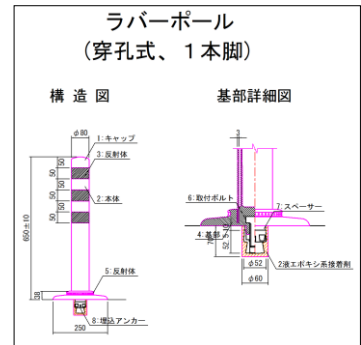 ラバーポール
(穿孔式、1本脚)
構造図
基部詳細図
φ80
1:キャップ
3:反射体
2:本体
50
50
50
50
50
50
650±10
5:反射体
38
8:埋込アンカー
250
3
6:取付ボルト
7:スペーサー
4:基部
φ52
φ60
2液エポキシ系接着剤